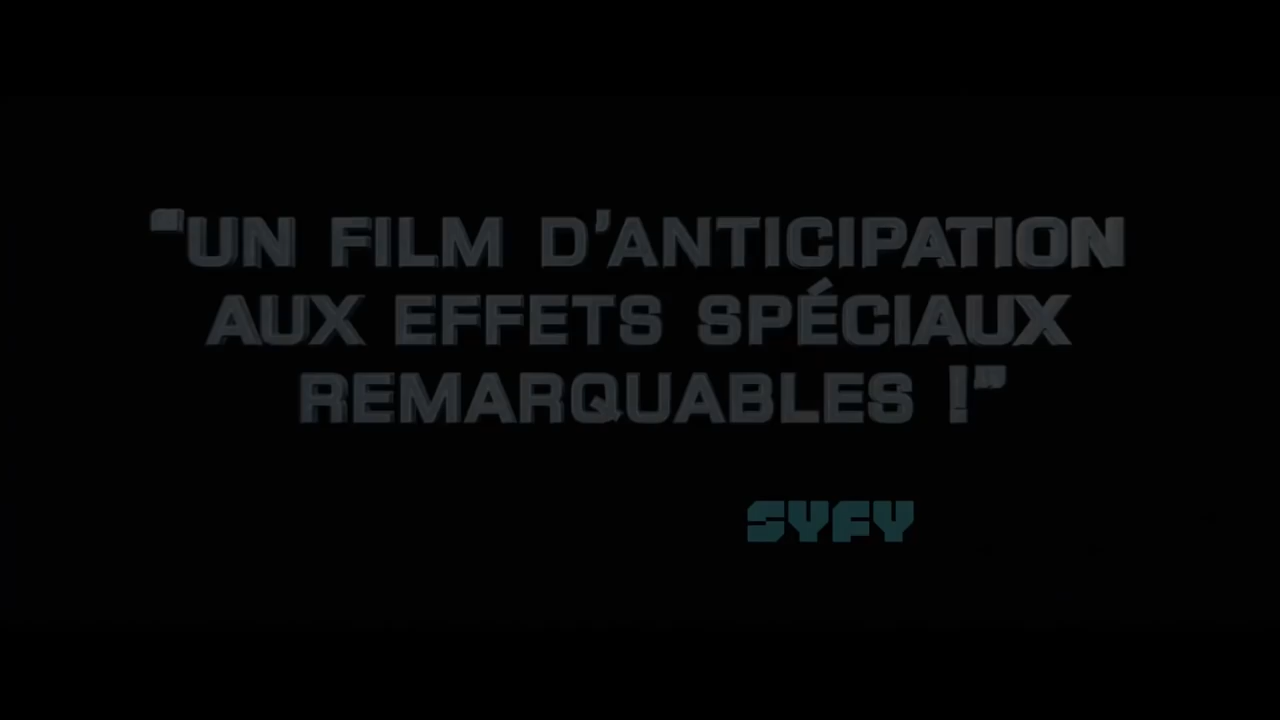 “UN FILM D’ANTICIPATION
AUX EFFETS SPÉCIAUX
REMARQUABLES !”
SYFY